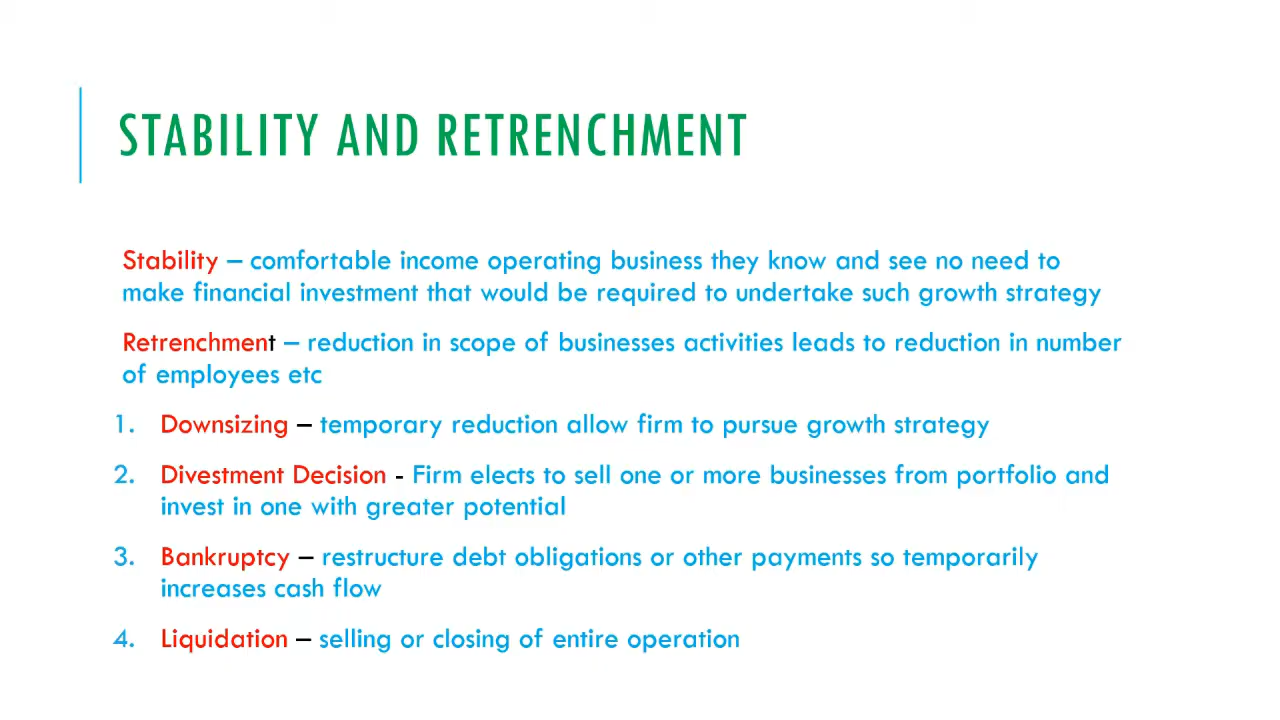 STABILITY AND RETRENCHMENT
Stability – comfortable income operating business they know and see no need to
make financial investment that would be required to undertake such growth strategy
Retrenchment – reduction in scope of businesses activities leads to reduction in number
of employees etc
1. Downsizing – temporary reduction allow firm to pursue growth strategy
2. Divestment Decision - Firm elects to sell one or more businesses from portfolio and
invest in one with greater potential
3. Bankruptcy – restructure debt obligations or other payments so temporarily
increases cash flow
4. Liquidation – selling or closing of entire operation